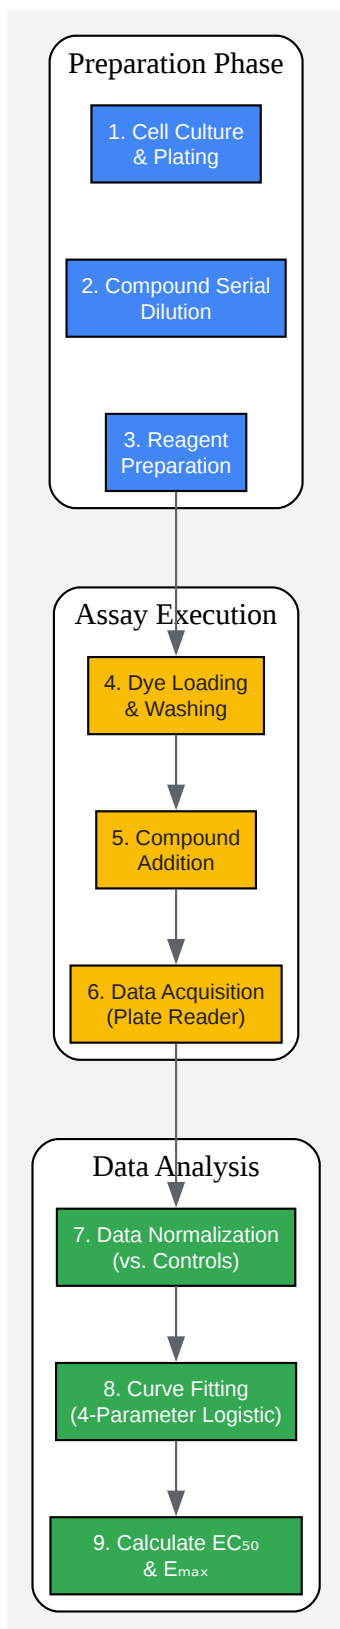 Preparation Phase
1. Cell Culture
& Plating
2. Compound Serial
Dilution
3. Reagent
Preparation
Assay Execution
4. Dye Loading
& Washing
5. Compound
Addition
6. Data Acquisition
(Plate Reader)
Data Analysis
7. Data Normalization
(vs. Controls)
8. Curve Fitting
(4-Parameter Logistic)
9. Calculate EC₅₀
& Eₘₐₓ